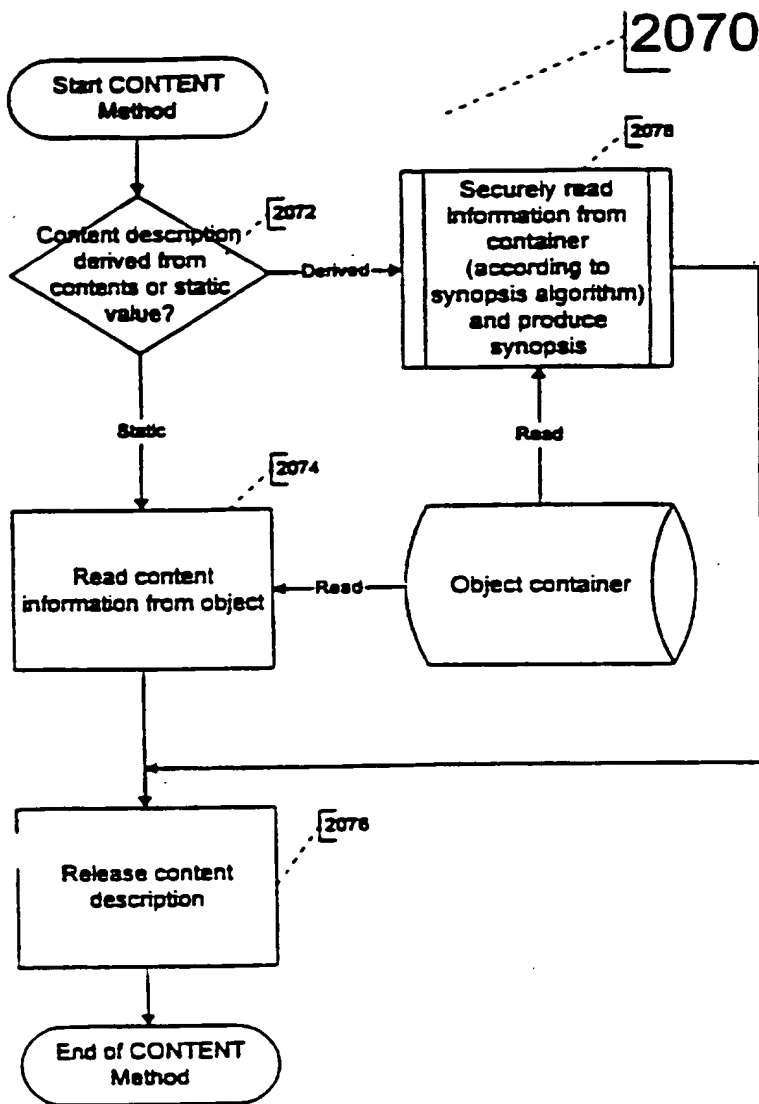 2070
Start CONTENT
Method
2078
Securely read
information from
container
(according to
synopsis algorithm)
and produce
synopsis
2072
Content description
derived from
contents or static
value?
Derived
Static
Read
2074
Read content
information from object
Read
Object container
2076
Release content
description
End of CONTENT
Method